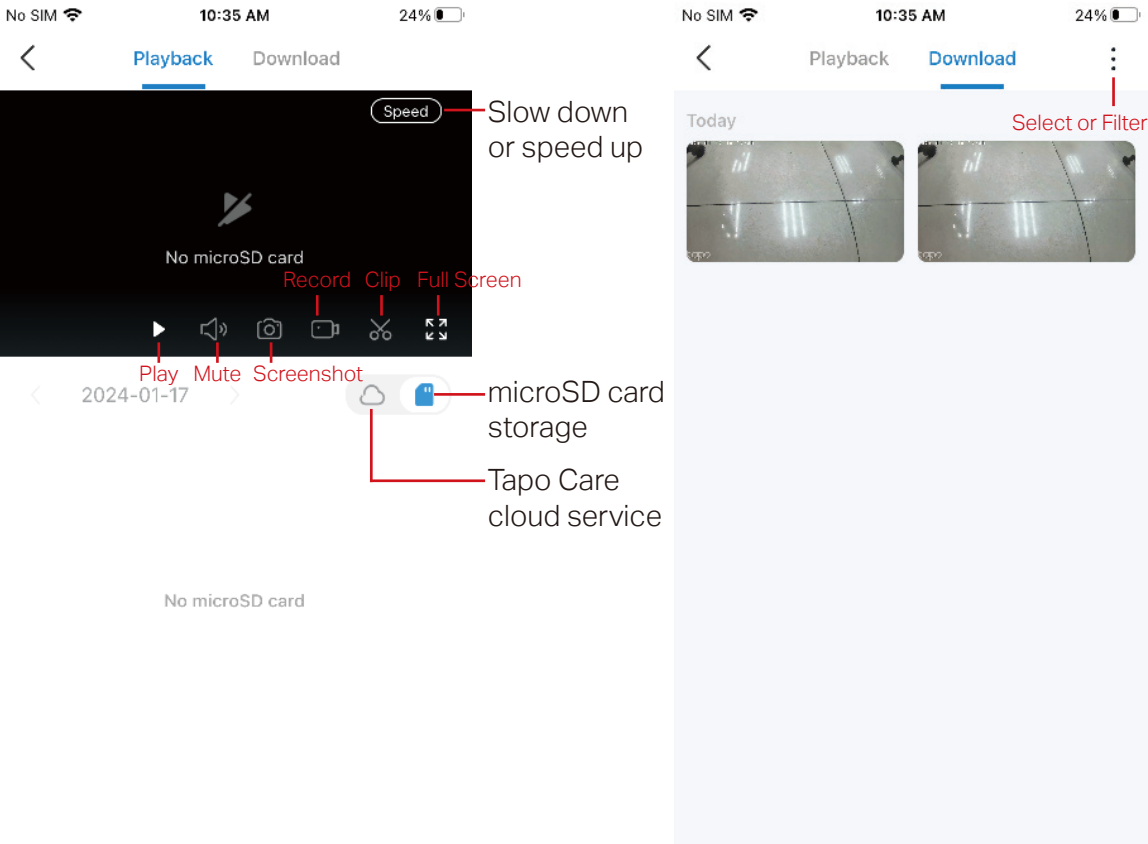 No SIM
10:35 AM
24%
Playback
Download
Speed
Slow down
or speed up
No microSD card
Record
Clip
Full Screen
Play
Mute
Screenshot
2024-01-17
microSD card
storage
Tapo Care
cloud service
No microSD card
No SIM
10:35 AM
24%
Playback
Download
Select or Filter
Today
tapo
tapo